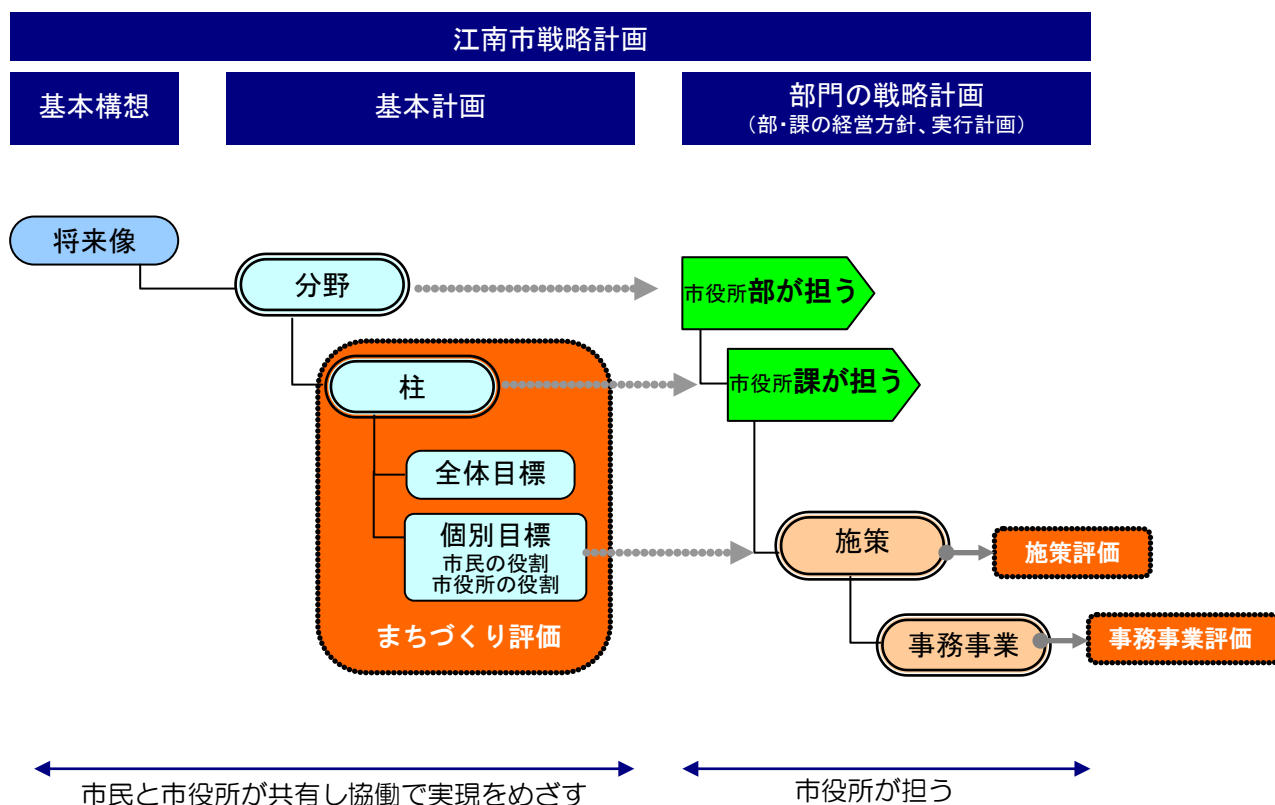 江南市戦略計画
基本構想
基本計画
部門の戦略計画
（部・課の経営方針、実行計画）
将来像
分野
市役所部が担う
柱
市役所課が担う
全体目標
個別目標
市民の役割
市役所の役割
まちづくり評価
施策
施策評価
事務事業
事務事業評価
市民と市役所が共有し協働で実現をめざす
市役所が担う